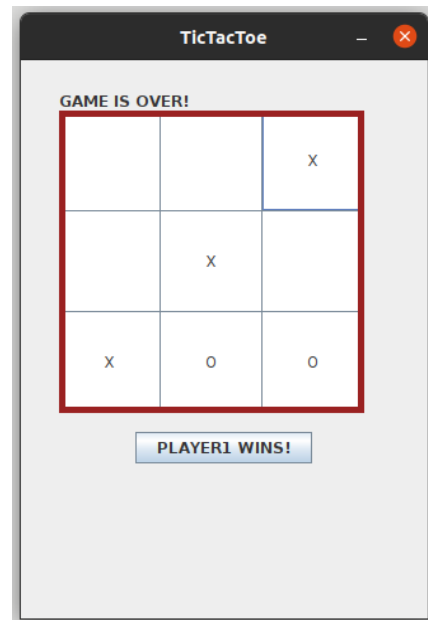 TicTacToe
GAME IS OVER!
X
X
X O O
PLAYER1 WINS!